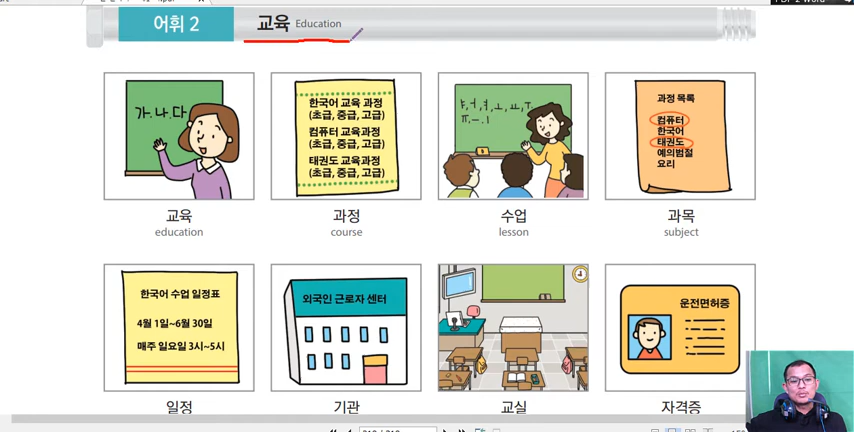 어휘 2
교육 Education
가.나.다
교육
education
한국어 교육 과정
(초급, 중급, 고급)
컴퓨터 교육과정
(초급, 중급, 고급)
태권도 교육과정
(초급, 중급, 고급)
과정
course
수업
lesson
과정 목록
컴퓨터
한국어
태권도
예의범절
요리
과목
subject
한국어 수업 일정표
4월 1일~6월 30일
매주 일요일 3시~5시
일정
외국인 근로자 센터
기관
4
교실
운전면허증
자격증